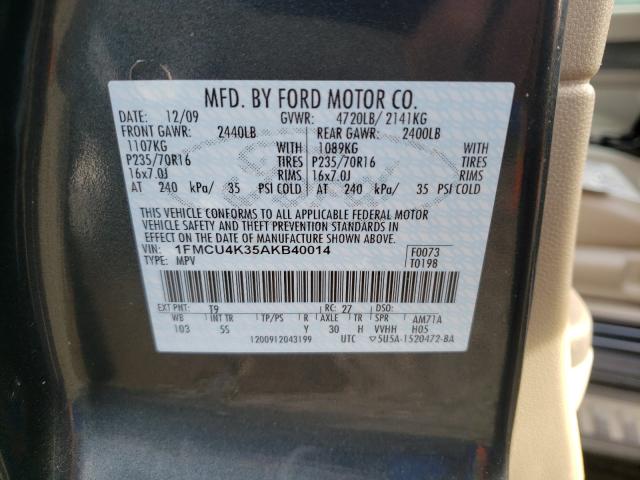 MFD. BY FORD MOTOR CO.
DATE: 12/09 GVWR: 4720LB/ 2141KG
FRONT GAWR: 2440LB REAR GAWR: 2400LB
1107KG WITH 1089KG WITH
P235/70R16 TIRES P235/70R16 TIRES
16x7.0J RIMS 16x7.0J RIMS
AT 240 kPa/ 35 PSI COLD AT 240 kPa/ 35 PSI COLD
THIS VEHICLE CONFORMS TO ALL APPLICABLE FEDERAL MOTOR
VEHICLE SAFETY AND THEFT PREVENTION STANDARDS IN
EFFECT ON THE DATE OF MANUFACTURE SHOWN ABOVE.
VIN: 1FMCU4K35AKB40014 F0073
TYPE: MPV T0198
EXT PNT: T9 RC: 27 DSO:
WB INT TR TP/PS R AXLE TR SPR AM71A
103 5S Y 30 H VVHH H05
1200912043199 UTC 5U5A-1520472-BA